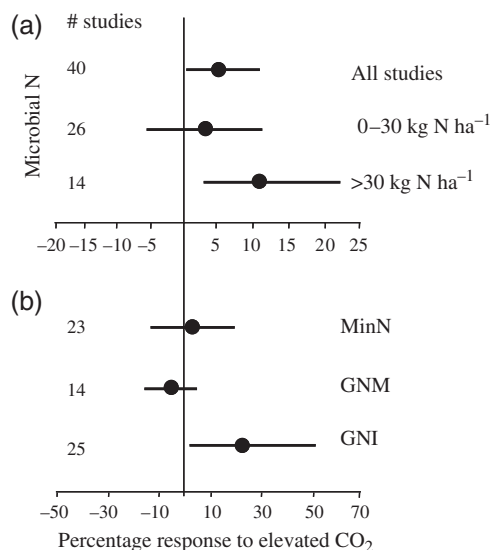 (a)
# studies
Microbial N
40 All studies
26 0–30 kg N ha⁻¹
14 >30 kg N ha⁻¹
–20 –15 –10 –5 5 10 15 20 25
(b)
23 MinN
14 GNM
25 GNI
–50 –30 –10 10 30 50 70
Percentage response to elevated CO₂